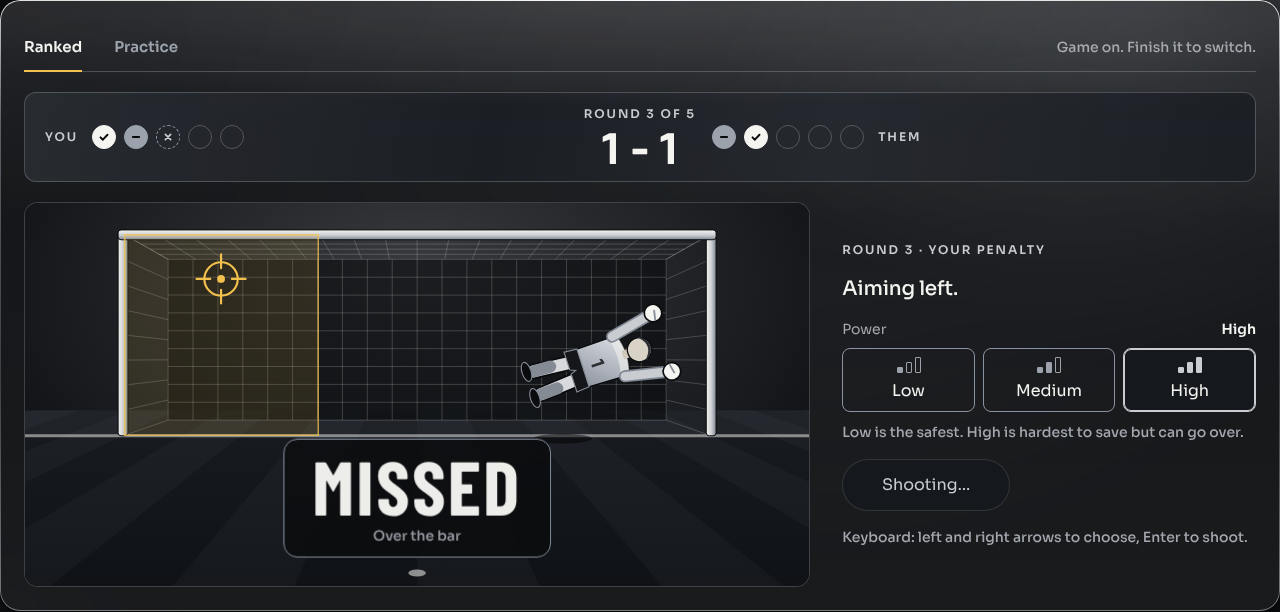 Ranked
Practice
Game on. Finish it to switch.
YOU
ROUND 3 OF 5
1 - 1
THEM
1
MISSED
Over the bar
ROUND 3 · YOUR PENALTY
Aiming left.
Power
High
Low
Medium
High
Low is the safest. High is hardest to save but can go over.
Shooting...
Keyboard: left and right arrows to choose, Enter to shoot.